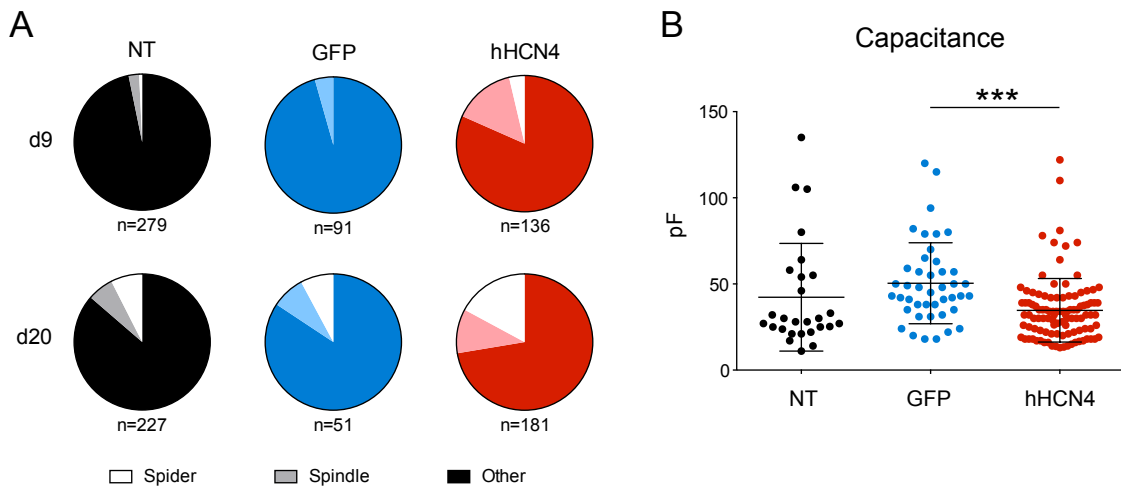 A
NT
GFP
hHCN4
d9
n=279
n=91
n=136
d20
n=227
n=51
n=181
Spider
Spindle
Other
B
Capacitance
***
150
100
50
0
pF
NT
GFP
hHCN4